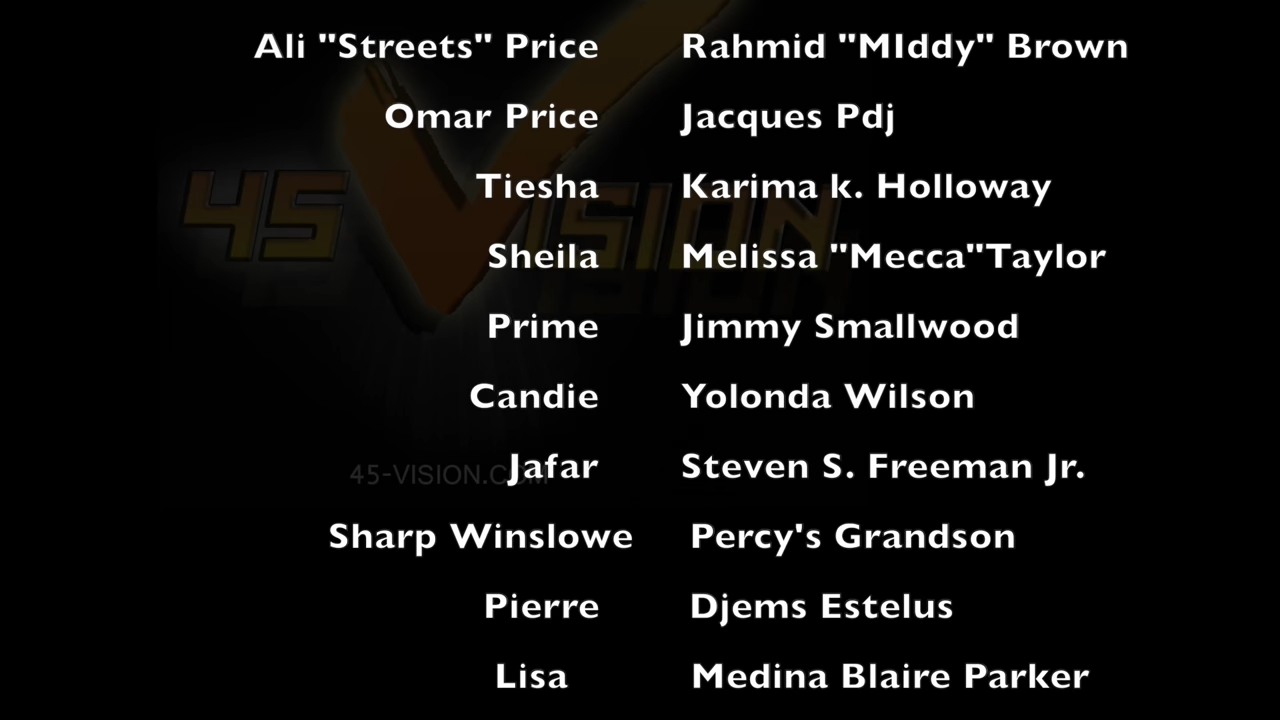 Ali "Streets" Price Rahmid "MIddy" Brown
Omar Price Jacques Pdj
Tiesha Karima k. Holloway
45 VISION
Sheila Melissa "Mecca"Taylor
Prime Jimmy Smallwood
Candie Yolonda Wilson
Jafar Steven S. Freeman Jr.
45-VISION.COM
Sharp Winslowe Percy's Grandson
Pierre Djems Estelus
Lisa Medina Blaire Parker